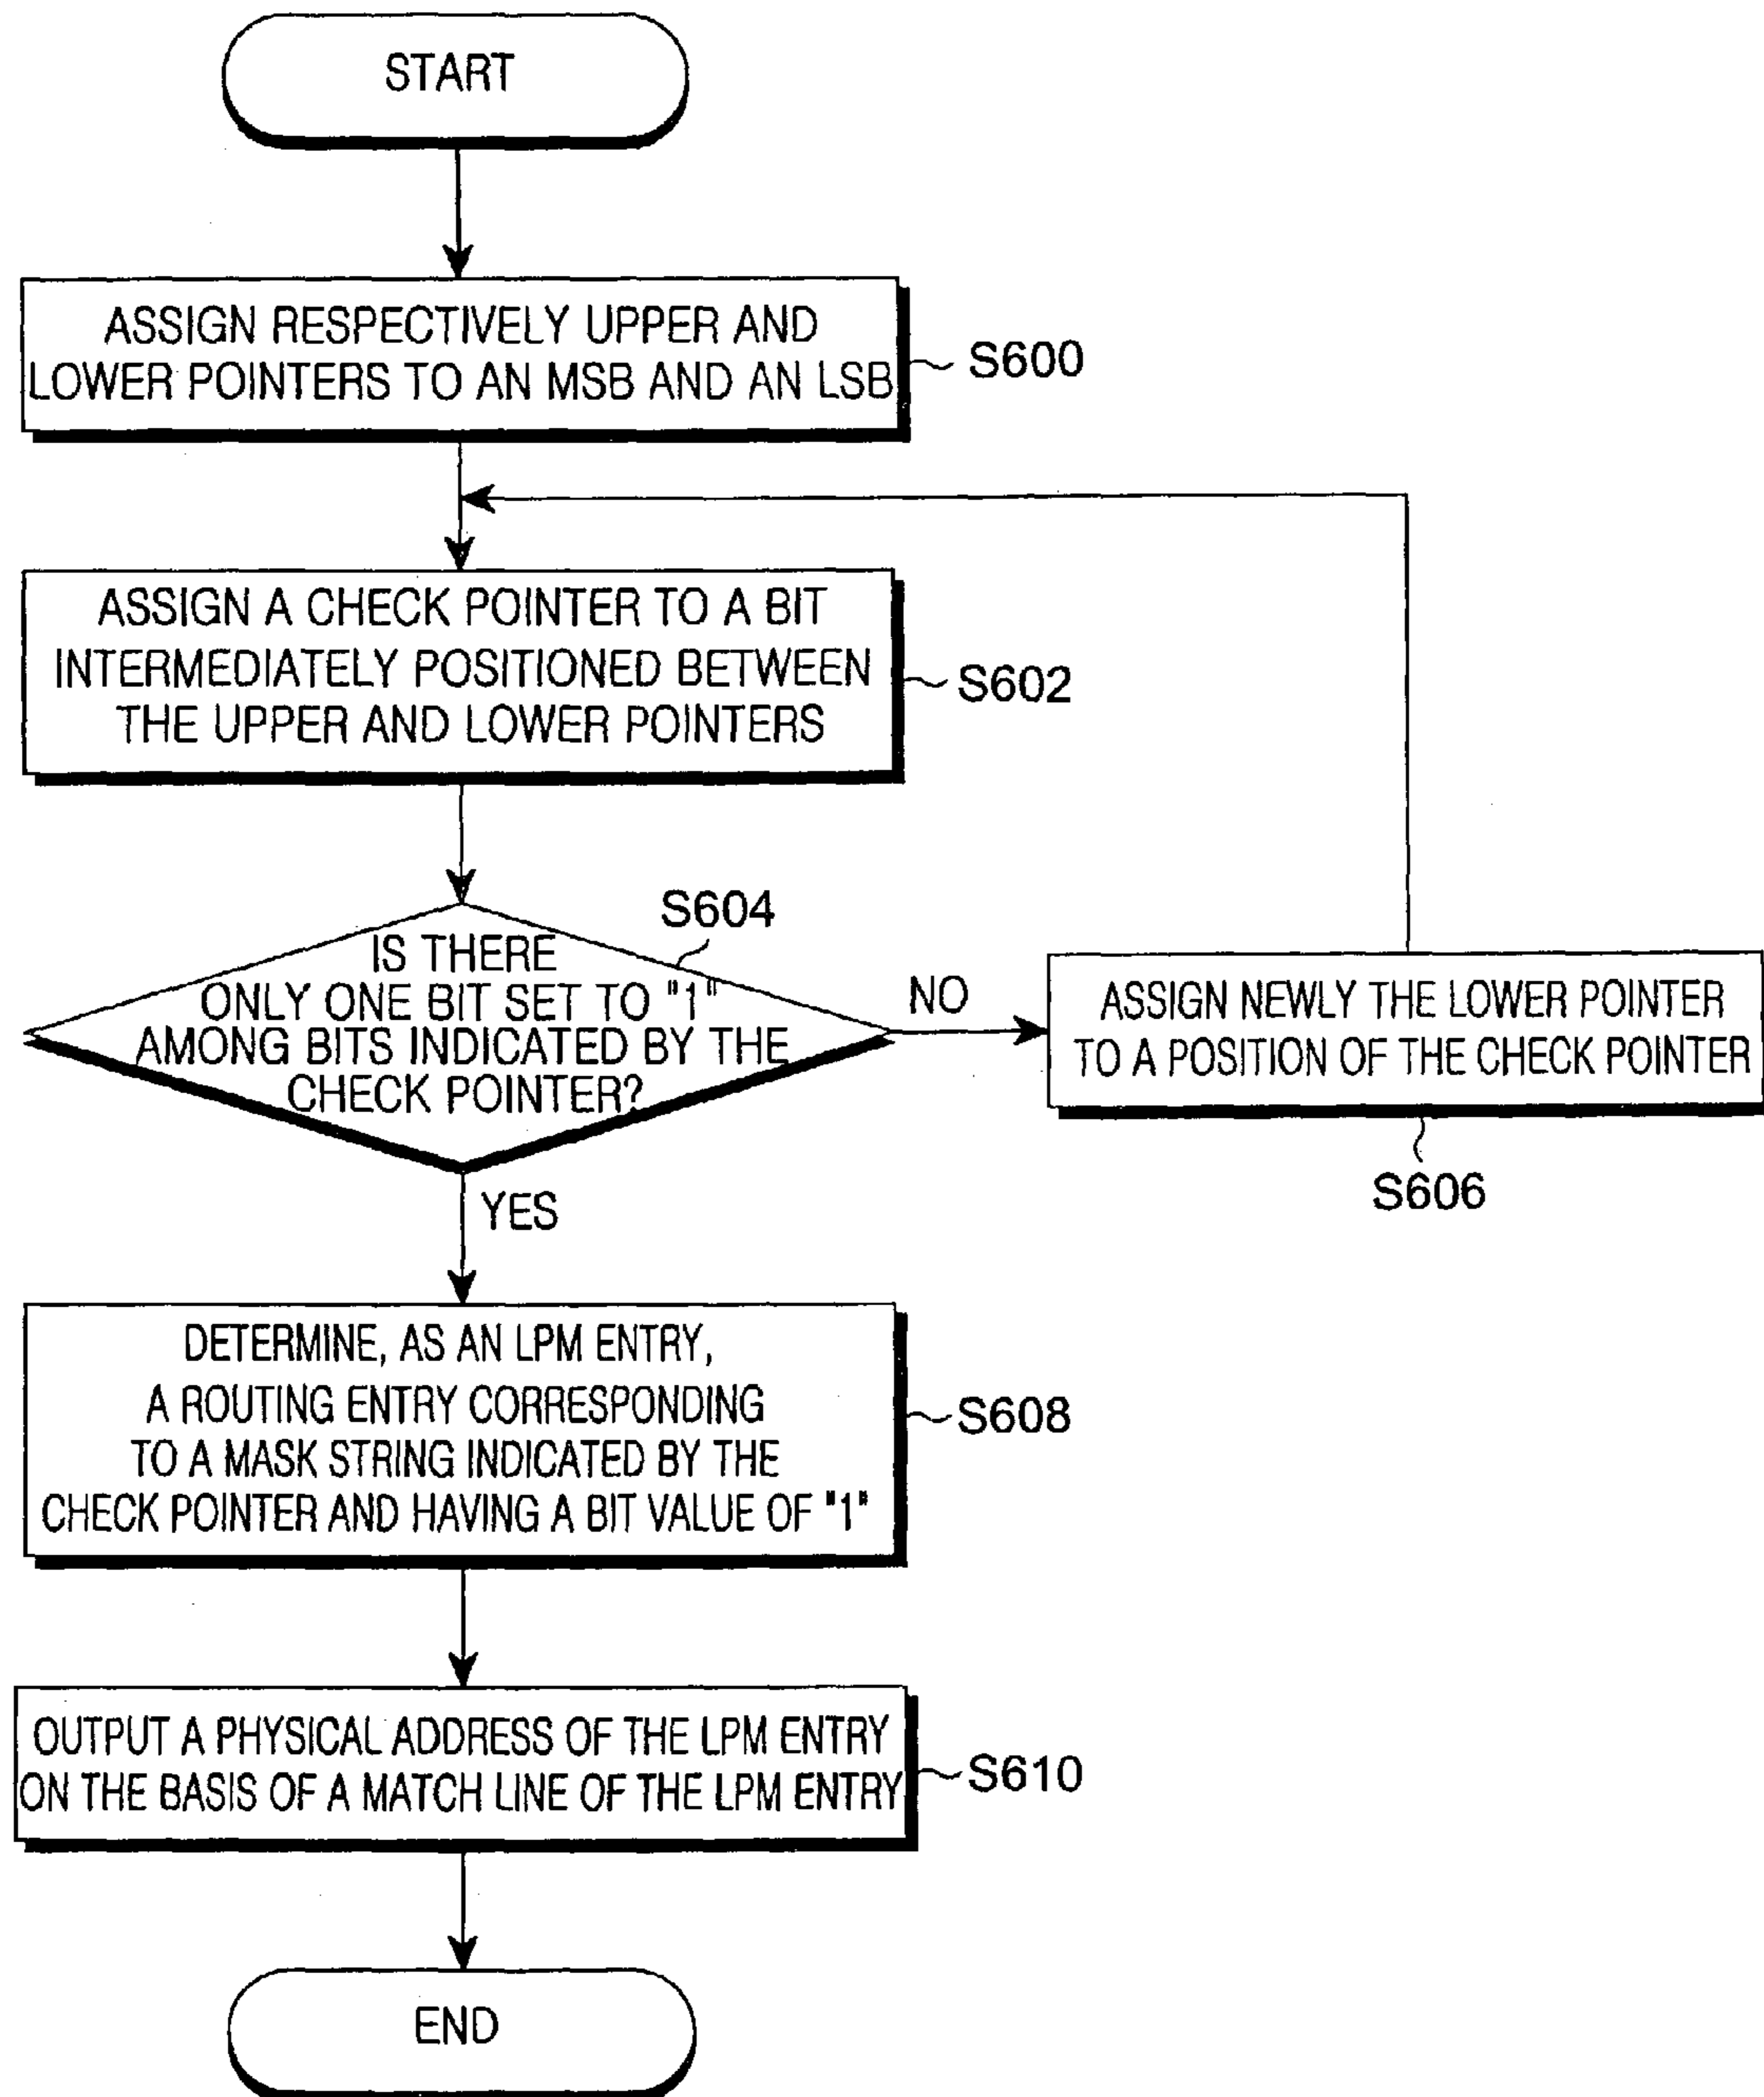 START
ASSIGN RESPECTIVELY UPPER AND
LOWER POINTERS TO AN MSB AND AN LSB
S600
ASSIGN A CHECK POINTER TO A BIT
INTERMEDIATELY POSITIONED BETWEEN
THE UPPER AND LOWER POINTERS
S602
S604
IS THERE
ONLY ONE BIT SET TO "1"
AMONG BITS INDICATED BY THE
CHECK POINTER?
NO
ASSIGN NEWLY THE LOWER POINTER
TO A POSITION OF THE CHECK POINTER
S606
YES
DETERMINE, AS AN LPM ENTRY,
A ROUTING ENTRY CORRESPONDING
TO A MASK STRING INDICATED BY THE
CHECK POINTER AND HAVING A BIT VALUE OF "1"
S608
OUTPUT A PHYSICAL ADDRESS OF THE LPM ENTRY
ON THE BASIS OF A MATCH LINE OF THE LPM ENTRY
S610
END